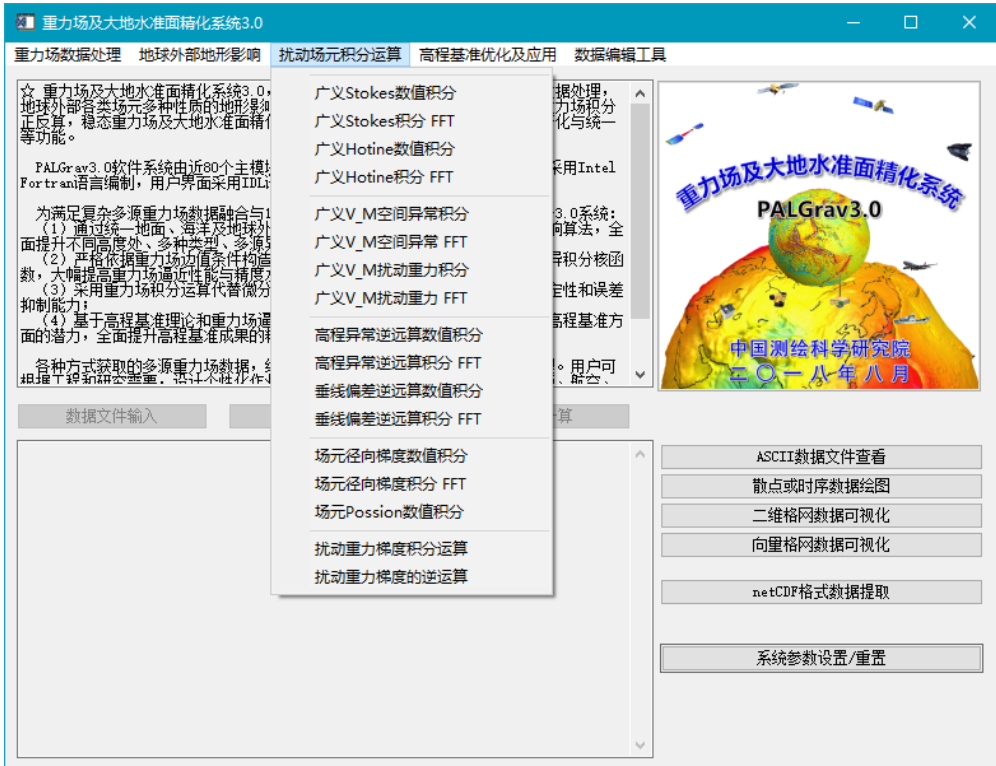 重力场及大地水准面精化系统3.0
重力场数据处理 地球外部地形影响 扰动场元积分运算 高程基准优化及应用 数据编辑工具
☆ 重力场及大地水准面精化系统3.0，
地球外部各类场元多种性质的地形影
正反算，稳态重力场及大地水准面精
等功能。
PALGrav3.0软件系统由近80个主模
Fortran语言编制，用户界面采用IDL
为满足复杂多源重力场数据融合与
（1）通过统一地面、海洋及地球外
面提升不同高度处、多种类型、多源
（2）严格依据重力场边值条件构造
数，大幅提高重力场逼近性能与精度
（3）采用重力场积分运算代替微分
抑制能力；
（4）基于高程基准理论和重力场逼
面的潜力，全面提升高程基准成果的
各种方式获取的多源重力场数据，
根据工程和研究需要，设计个性化作
据处理，
力场积分
化与统一
采用Intel
3.0系统：
响算法，全
异积分核函
定性和误差
高程基准方
。用户可
、航空、
广义Stokes数值积分
广义Stokes积分 FFT
广义Hotine数值积分
广义Hotine积分 FFT
广义V_M空间异常积分
广义V_M空间异常 FFT
广义V_M扰动重力积分
广义V_M扰动重力 FFT
高程异常逆远算数值积分
高程异常逆远算积分 FFT
垂线偏差逆远算数值积分
垂线偏差逆远算积分 FFT
场元径向梯度数值积分
场元径向梯度积分 FFT
场元Possion数值积分
扰动重力梯度积分运算
扰动重力梯度的逆运算
重力场及大地水准面精化系统
PALGrav3.0
中国测绘科学研究院
二〇一八年八月
数据文件输入
算
ASCII数据文件查看
散点或时序数据绘图
二维格网数据可视化
向量格网数据可视化
netCDF格式数据提取
系统参数设置/重置